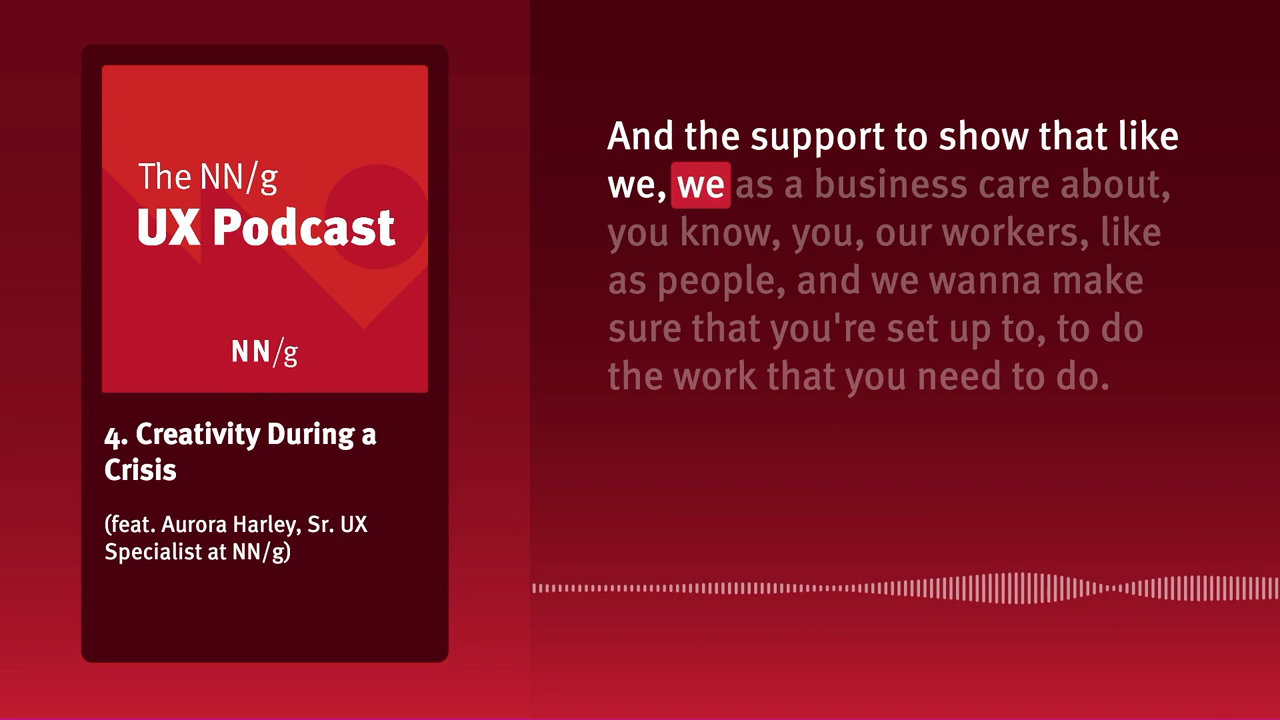 The NN/g
UX Podcast
NN/g
4. Creativity During a
Crisis
(feat. Aurora Harley, Sr. UX
Specialist at NN/g)
And the support to show that like
we, we as a business care about,
you know, you, our workers, like
as people, and we wanna make
sure that you're set up to, to do
the work that you need to do.